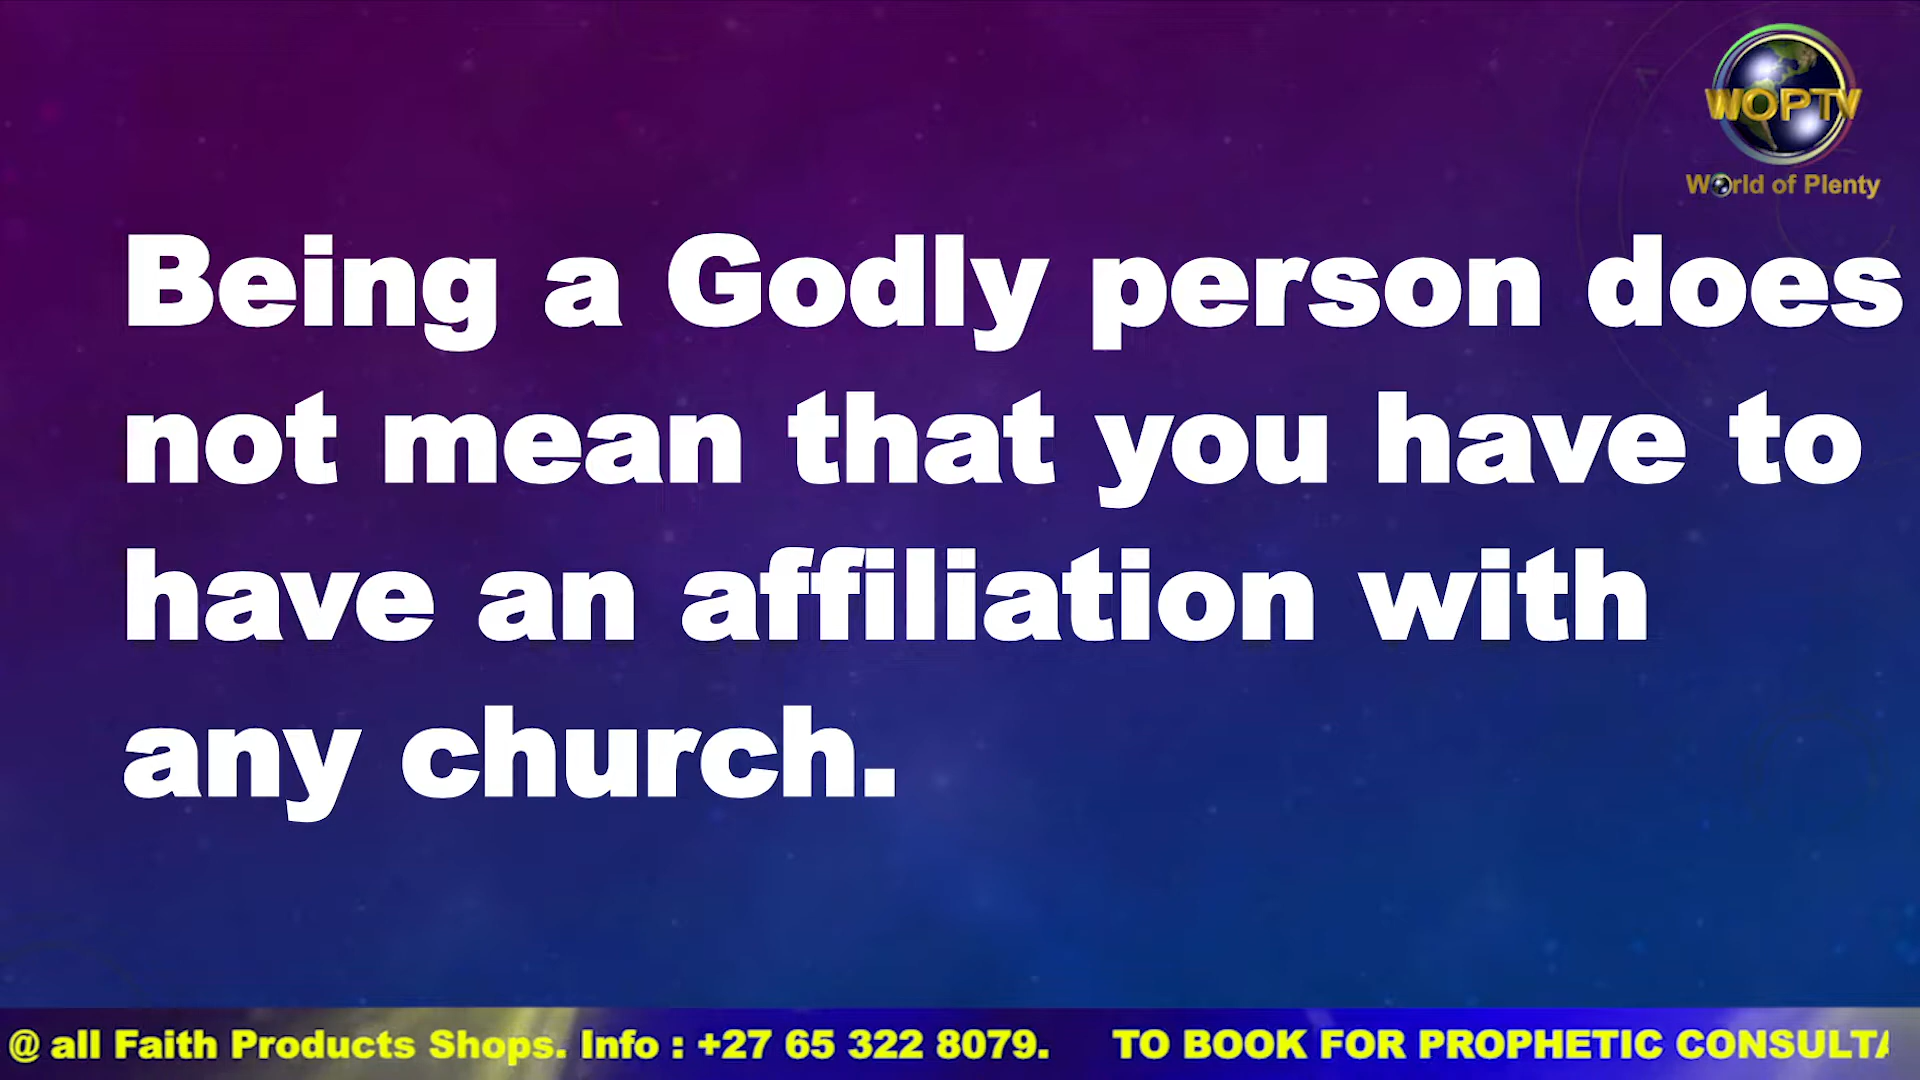 WOPTV
World of Plenty
Being a Godly person does
not mean that you have to
have an affiliation with
any church.
@ all Faith Products Shops. Info : +27 65 322 8079. TO BOOK FOR PROPHETIC